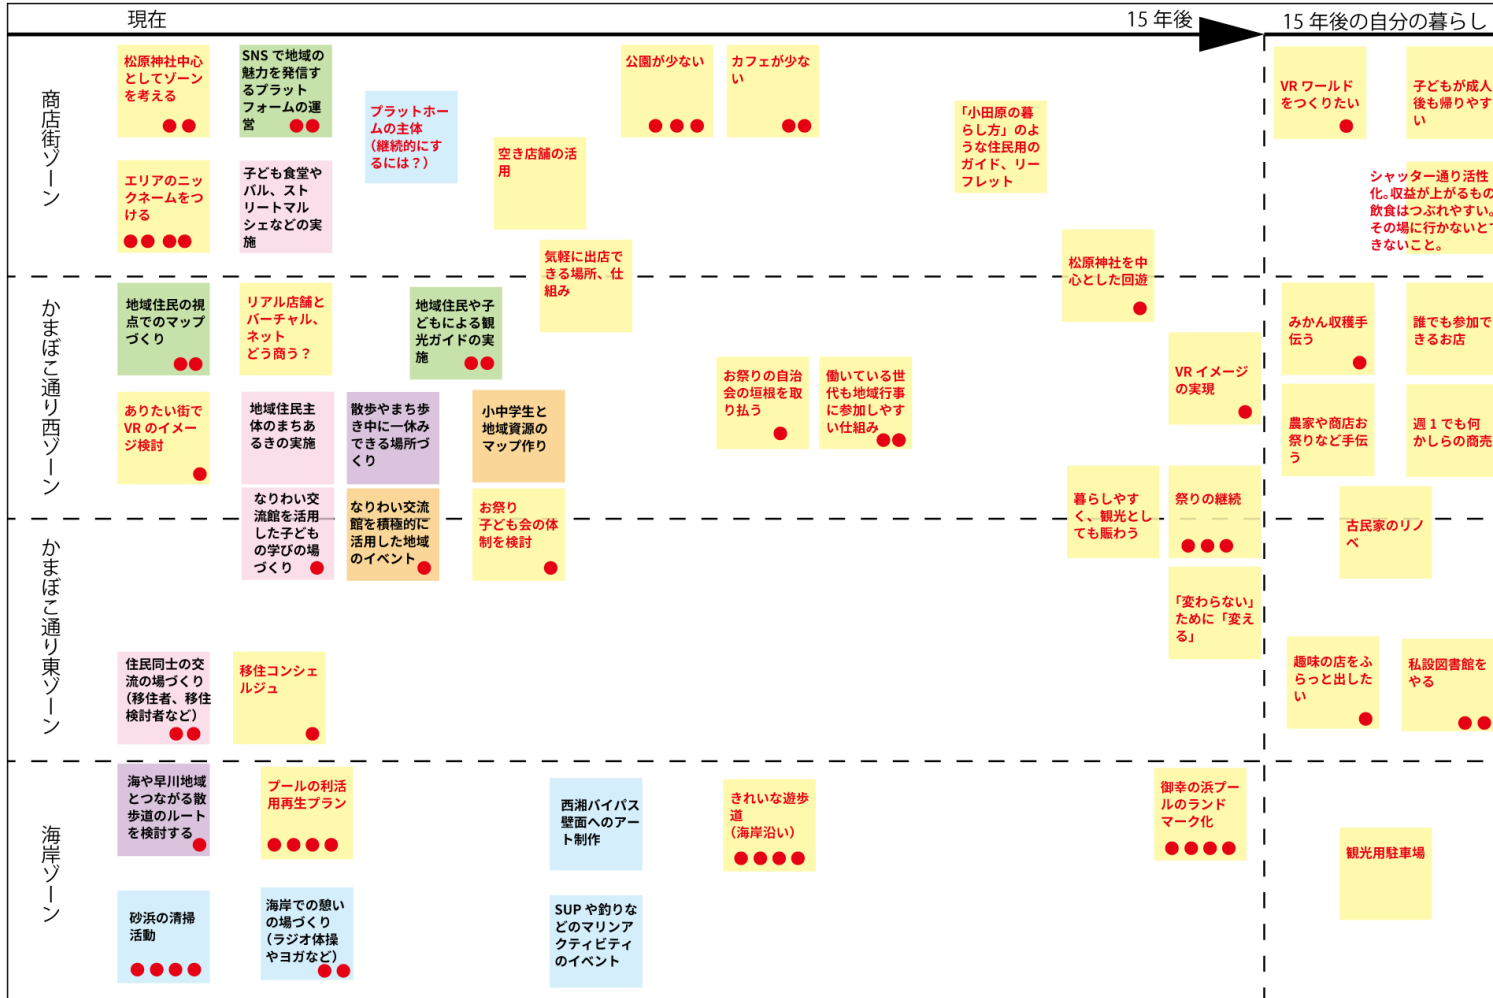 現在
15年後
15年後の自分の暮らし
商店街ゾーン
松原神社中心
としてゾーン
を考える
SNSで地域の
魅力を発信す
るプラット
フォームの運
営
プラットホー
ムの主体
(継続的にす
るには?)
公園が少ない
カフェが少な
い
空き店舗の活
用
「小田原の暮
らし方」のよ
うな住民用の
ガイド、リー
フレット
VRワールド
をつくりたい
子どもが成人
後も帰りやす
い
エリアのニッ
クネームをつ
ける
子ども食堂や
バル、スト
リートマル
シェなどの実
施
気軽に出店で
きる場所、仕
組み
松原神社を中
心とした回遊
シャッター通り活性
化。収益が上がるもの
飲食はつぶれやすい。
その場に行かないとで
きないこと。
かまぼこ通り西ゾーン
地域住民の視
点でのマップ
づくり
リアル店舗と
バーチャル、
ネット
どう商う?
地域住民や子
どもによる観
光ガイドの実
施
お祭りの自治
会の垣根を取
り払う
働いている世
代も地域行事
に参加しやす
い仕組み
VRイメージ
の実現
みかん収穫手
伝う
誰でも参加で
きるお店
ありたい街で
VRのイメー
ジ検討
地域住民主
体のまちあ
るきの実施
散歩やまち歩
き中に一休み
できる場所づ
くり
小中学生と
地域資源の
マップ作り
農家や商店お
祭りなど手伝
う
週1でも何
かしらの商売
なりわい交
流館を活用
した子ども
の学びの場
づくり
なりわい交流
館を積極的に
活用した地域
のイベント
お祭り
子ども会の体
制を検討
暮らしやす
く、観光とし
ても賑わう
祭りの継続
古民家のリノ
ベ
かまぼこ通り東ゾーン
「変わらない」
ために「変え
る」
住民同士の交
流の場づくり
(移住者、移住
検討者など)
移住コンシェ
ルジュ
趣味の店をふ
らっと出した
い
私設図書館を
やる
海岸ゾーン
海や早川地域
とつながる散
歩道のルート
を検討する
プールの利活
用再生プラン
西湘バイパス
壁面へのアー
ト制作
きれいな遊歩
道
(海岸沿い)
御幸の浜プー
ルのランド
マーク化
観光用駐車場
砂浜の清掃
活動
海岸での憩い
の場づくり
(ラジオ体操
やヨガなど)
SUPや釣りな
どのマリンア
クティビティ
のイベント